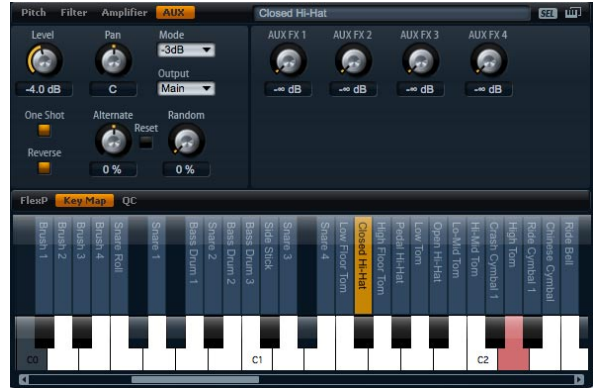 Pitch Filter Amplifier AUX Closed Hi-Hat SEL
Level Pan Mode AUX FX 1 AUX FX 2 AUX FX 3 AUX FX 4
-3dB
Output
-4.0 dB C Main -∞ dB -∞ dB -∞ dB -∞ dB
One Shot Alternate Reset Random
Reverse
0 % 0 %
FlexP Key Map QC
Brush 1
Brush 2
Brush 3
Brush 4
Snare Roll
Snare 1
Bass Drum 1
Snare 2
Bass Drum 2
Bass Drum 3
Side Stick
Snare 3
Snare 4
Low Floor Tom
Closed Hi-Hat
High Floor Tom
Pedal Hi-Hat
Low Tom
Open Hi-Hat
Lo-Mid Tom
Hi-Mid Tom
Crash Cymbal 1
High Tom
Ride Cymbal 1
Chinese Cymbal
Ride Bell
C0 C1 C2